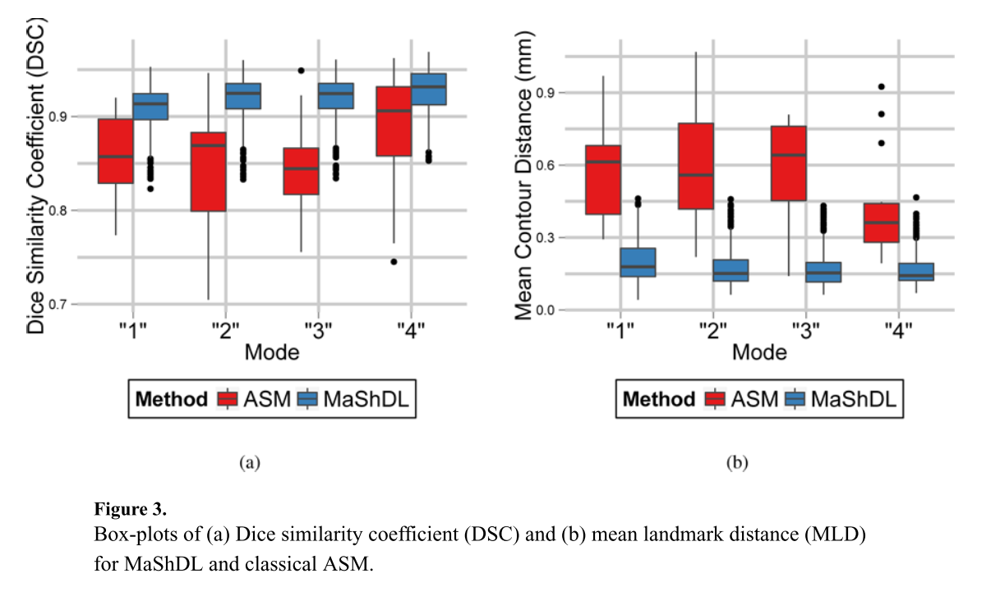 Dice Similarity Coefficient (DSC)
0.9
0.8
0.7
"1" "2" "3" "4"
Mode
Method ASM MaShDL
(a)
Mean Contour Distance (mm)
0.9
0.6
0.3
0.0
"1" "2" "3" "4"
Mode
Method ASM MaShDL
(b)
Figure 3.
Box-plots of (a) Dice similarity coefficient (DSC) and (b) mean landmark distance (MLD)
for MaShDL and classical ASM.